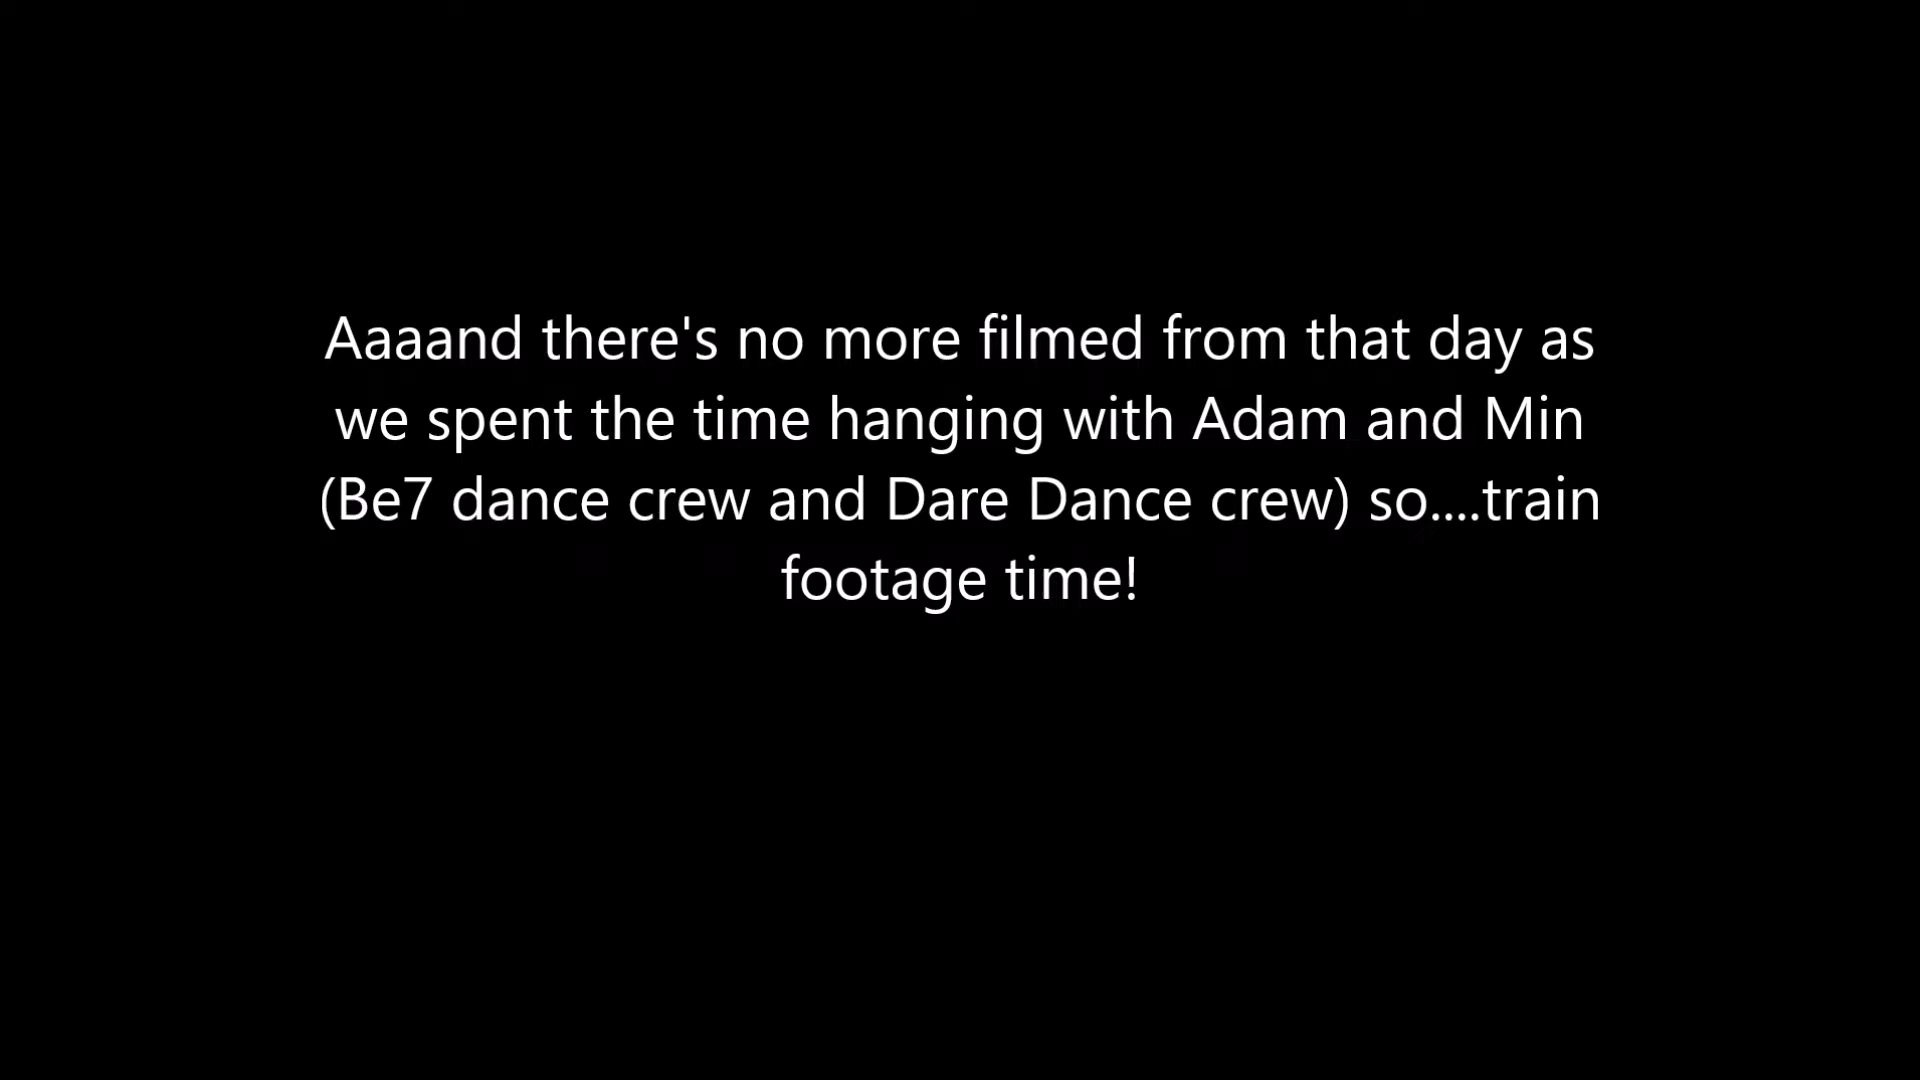 Aaaand there's no more filmed from that day as
we spent the time hanging with Adam and Min
(Be7 dance crew and Dare Dance crew) so....train
footage time!